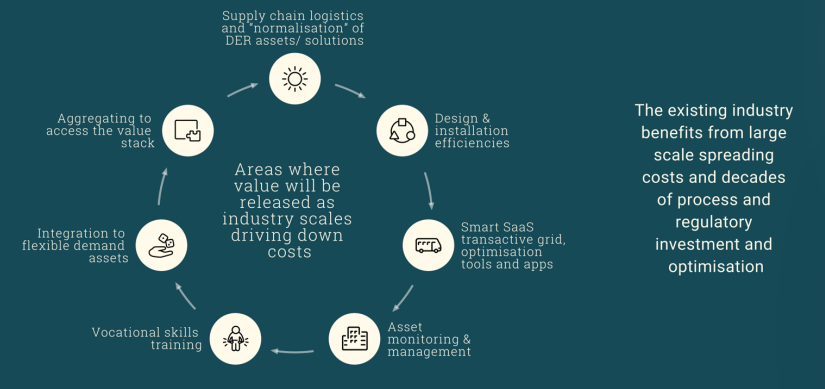 Supply chain logistics
and "normalisation" of
DER assets/ solutions
Design &
installation
efficiencies
Smart SaaS
transactive grid,
optimisation
tools and apps
Asset
monitoring &
management
Vocational skills
training
Integration to
flexible demand
assets
Aggregating to
access the value
stack
Areas where
value will be
released as
industry scales
driving down
costs
The existing industry
benefits from large
scale spreading
costs and decades
of process and
regulatory
investment and
optimisation